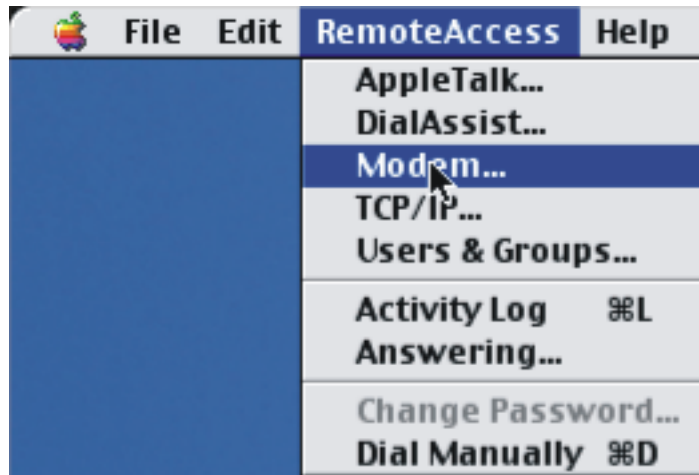 File Edit RemoteAccess Help
AppleTalk...
DialAssist...
Modem...
TCP/IP...
Users & Groups...
Activity Log ⌘L
Answering...
Change Password...
Dial Manually ⌘D